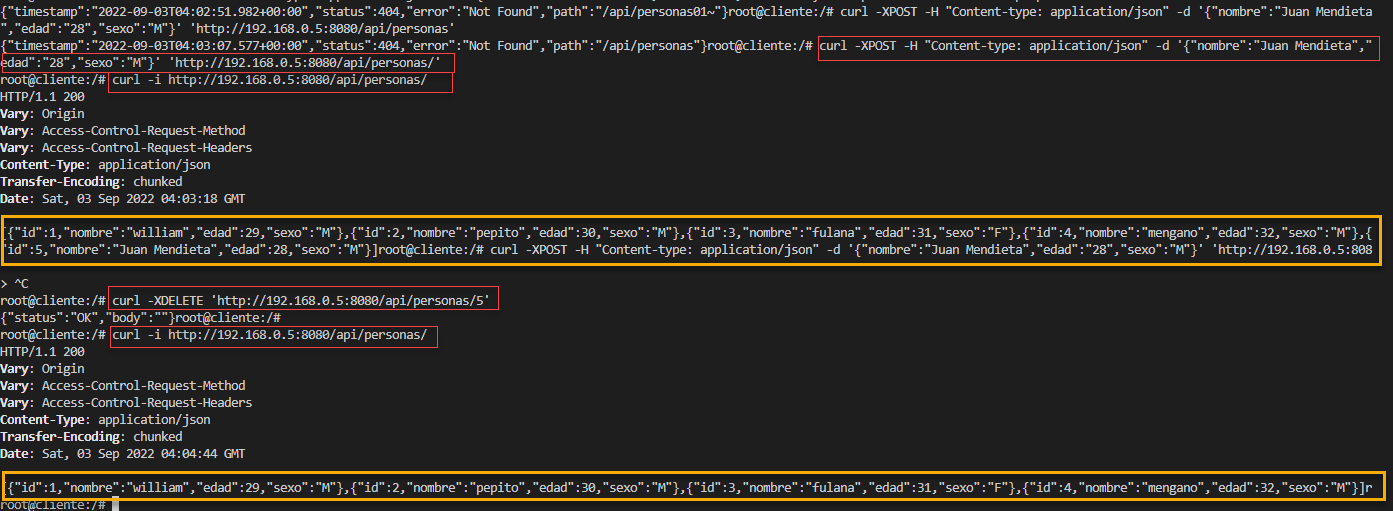 {"timestamp":"2022-09-03T04:02:51.982+00:00","status":404,"error":"Not Found","path":"/api/personas01~"}root@cliente:/# curl -XPOST -H "Content-type: application/json" -d '{"nombre":"Juan Mendieta
","edad":"28","sexo":"M"}' 'http://192.168.0.5:8080/api/personas'
{"timestamp":"2022-09-03T04:03:07.577+00:00","status":404,"error":"Not Found","path":"/api/personas"}root@cliente:/# curl -XPOST -H "Content-type: application/json" -d '{"nombre":"Juan Mendieta","
edad":"28","sexo":"M"}' 'http://192.168.0.5:8080/api/personas/'
root@cliente:/# curl -i http://192.168.0.5:8080/api/personas/
HTTP/1.1 200
Vary: Origin
Vary: Access-Control-Request-Method
Vary: Access-Control-Request-Headers
Content-Type: application/json
Transfer-Encoding: chunked
Date: Sat, 03 Sep 2022 04:03:18 GMT
[{"id":1,"nombre":"william","edad":29,"sexo":"M"},{"id":2,"nombre":"pepito","edad":30,"sexo":"M"},{"id":3,"nombre":"fulana","edad":31,"sexo":"F"},{"id":4,"nombre":"mengano","edad":32,"sexo":"M"},{
"id":5,"nombre":"Juan Mendieta","edad":28,"sexo":"M"}]root@cliente:/# curl -XPOST -H "Content-type: application/json" -d '{"nombre":"Juan Mendieta","edad":"28","sexo":"M"}' 'http://192.168.0.5:808
> ^C
root@cliente:/# curl -XDELETE 'http://192.168.0.5:8080/api/personas/5'
{"status":"OK","body":""}root@cliente:/#
root@cliente:/# curl -i http://192.168.0.5:8080/api/personas/
HTTP/1.1 200
Vary: Origin
Vary: Access-Control-Request-Method
Vary: Access-Control-Request-Headers
Content-Type: application/json
Transfer-Encoding: chunked
Date: Sat, 03 Sep 2022 04:04:44 GMT
[{"id":1,"nombre":"william","edad":29,"sexo":"M"},{"id":2,"nombre":"pepito","edad":30,"sexo":"M"},{"id":3,"nombre":"fulana","edad":31,"sexo":"F"},{"id":4,"nombre":"mengano","edad":32,"sexo":"M"}]r
root@cliente:/#